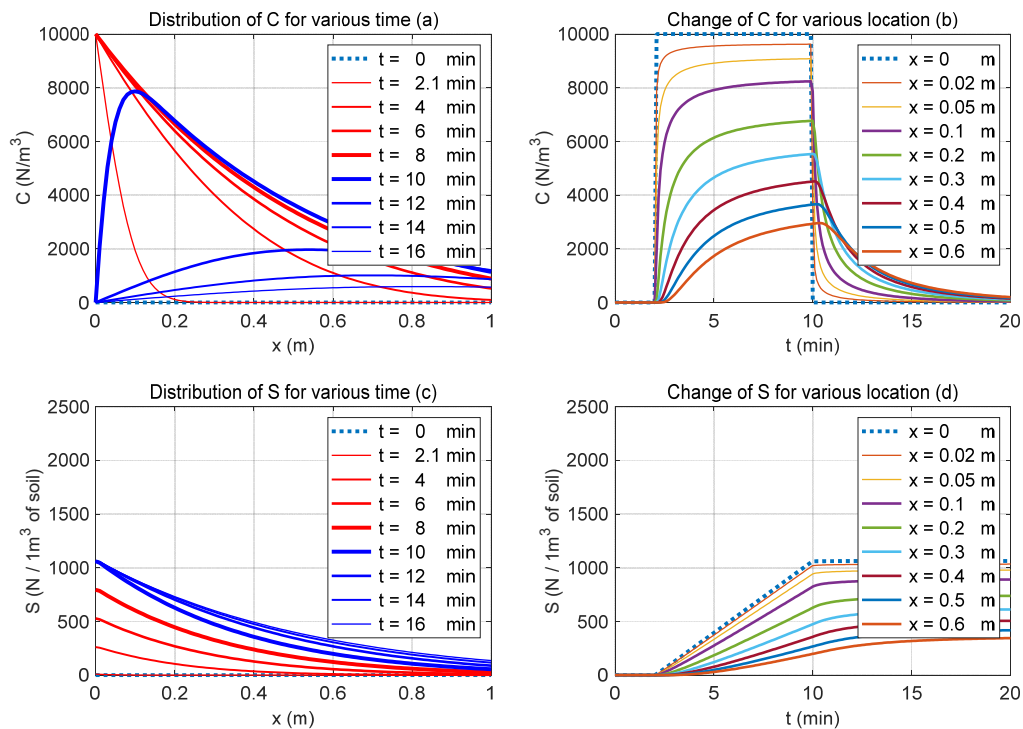 Distribution of C for various time (a)
10000
8000
6000
4000
2000
0
C (N/m3)
0
0.2
0.4
0.6
0.8
1
x (m)
t = 0 min
t = 2.1 min
t = 4 min
t = 6 min
t = 8 min
t = 10 min
t = 12 min
t = 14 min
t = 16 min
Change of C for various location (b)
10000
8000
6000
4000
2000
0
C (N/m3)
0
5
10
15
20
t (min)
x = 0 m
x = 0.02 m
x = 0.05 m
x = 0.1 m
x = 0.2 m
x = 0.3 m
x = 0.4 m
x = 0.5 m
x = 0.6 m
Distribution of S for various time (c)
2500
2000
1500
1000
500
0
S (N / 1m3 of soil)
0
0.2
0.4
0.6
0.8
1
x (m)
t = 0 min
t = 2.1 min
t = 4 min
t = 6 min
t = 8 min
t = 10 min
t = 12 min
t = 14 min
t = 16 min
Change of S for various location (d)
2500
2000
1500
1000
500
0
S (N / 1m3 of soil)
0
5
10
15
20
t (min)
x = 0 m
x = 0.02 m
x = 0.05 m
x = 0.1 m
x = 0.2 m
x = 0.3 m
x = 0.4 m
x = 0.5 m
x = 0.6 m